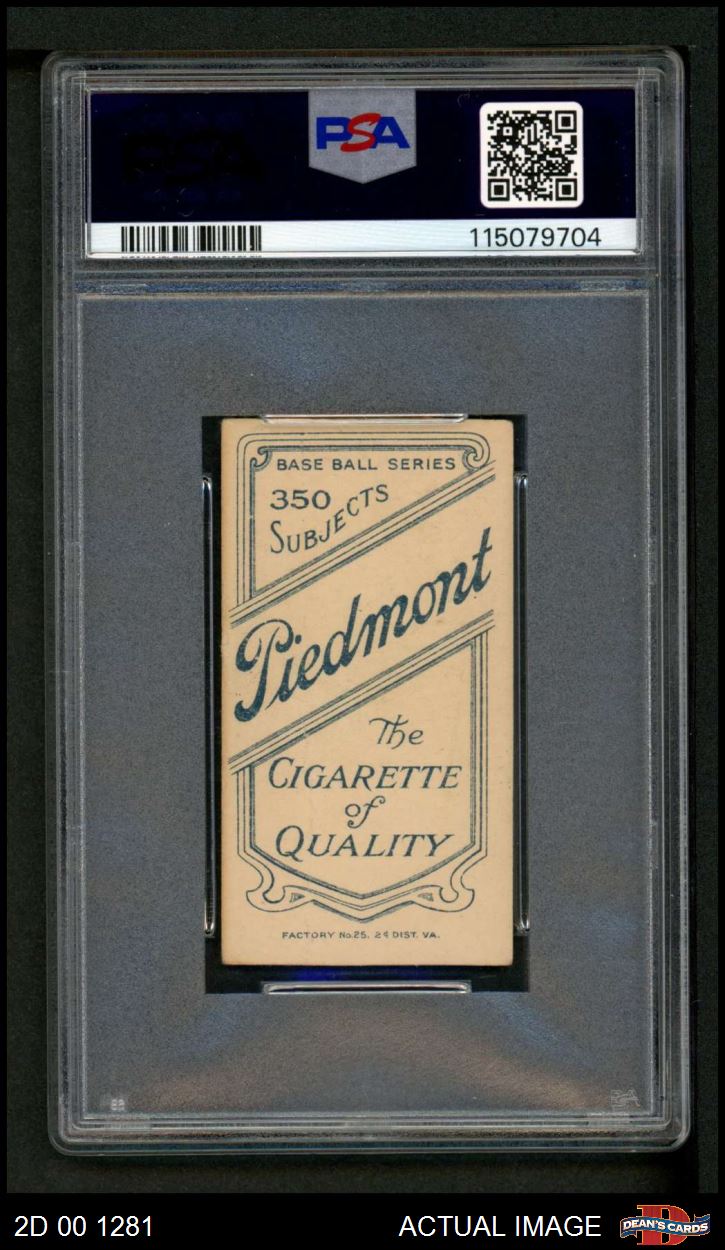 PSA
115079704
BASE BALL SERIES
350
SUBJECTS
Piedmont
The
CIGARETTE
of
QUALITY
FACTORY No.25. 2d DIST. VA.
2D 00 1281
ACTUAL IMAGE
DEAN'S CARDS